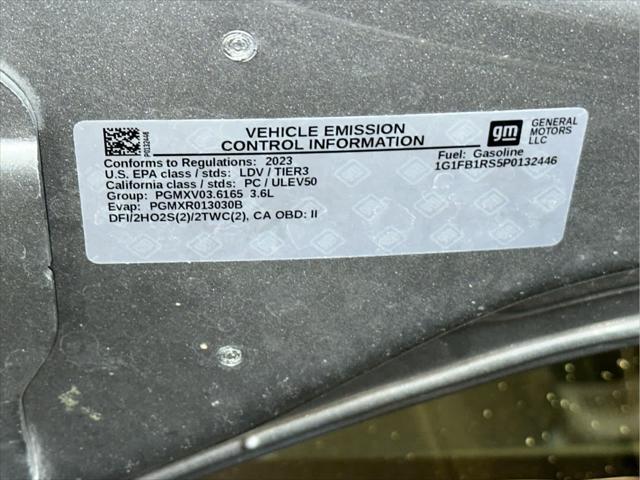 P0132446
VEHICLE EMISSION
CONTROL INFORMATION
gm
GENERAL
MOTORS
LLC
Conforms to Regulations: 2023
Fuel: Gasoline
U.S. EPA class / stds: LDV / TIER3
1G1FB1RS5P0132446
California class / stds: PC / ULEV50
Group: PGMXV03.6165 3.6L
Evap: PGMXR013030B
DFI/2HO2S(2)/2TWC(2), CA OBD: II